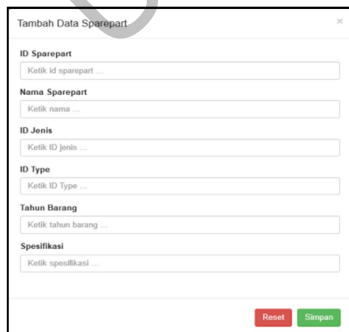 Tambah Data Sparepart
×
ID Sparepart
Ketik id sparepart ...
Nama Sparepart
Ketik nama ...
ID Jenis
Ketik ID jenis ...
ID Type
Ketik ID Type ...
Tahun Barang
Ketik tahun barang ...
Spesifikasi
Ketik spesifikasi ...
Reset Simpan